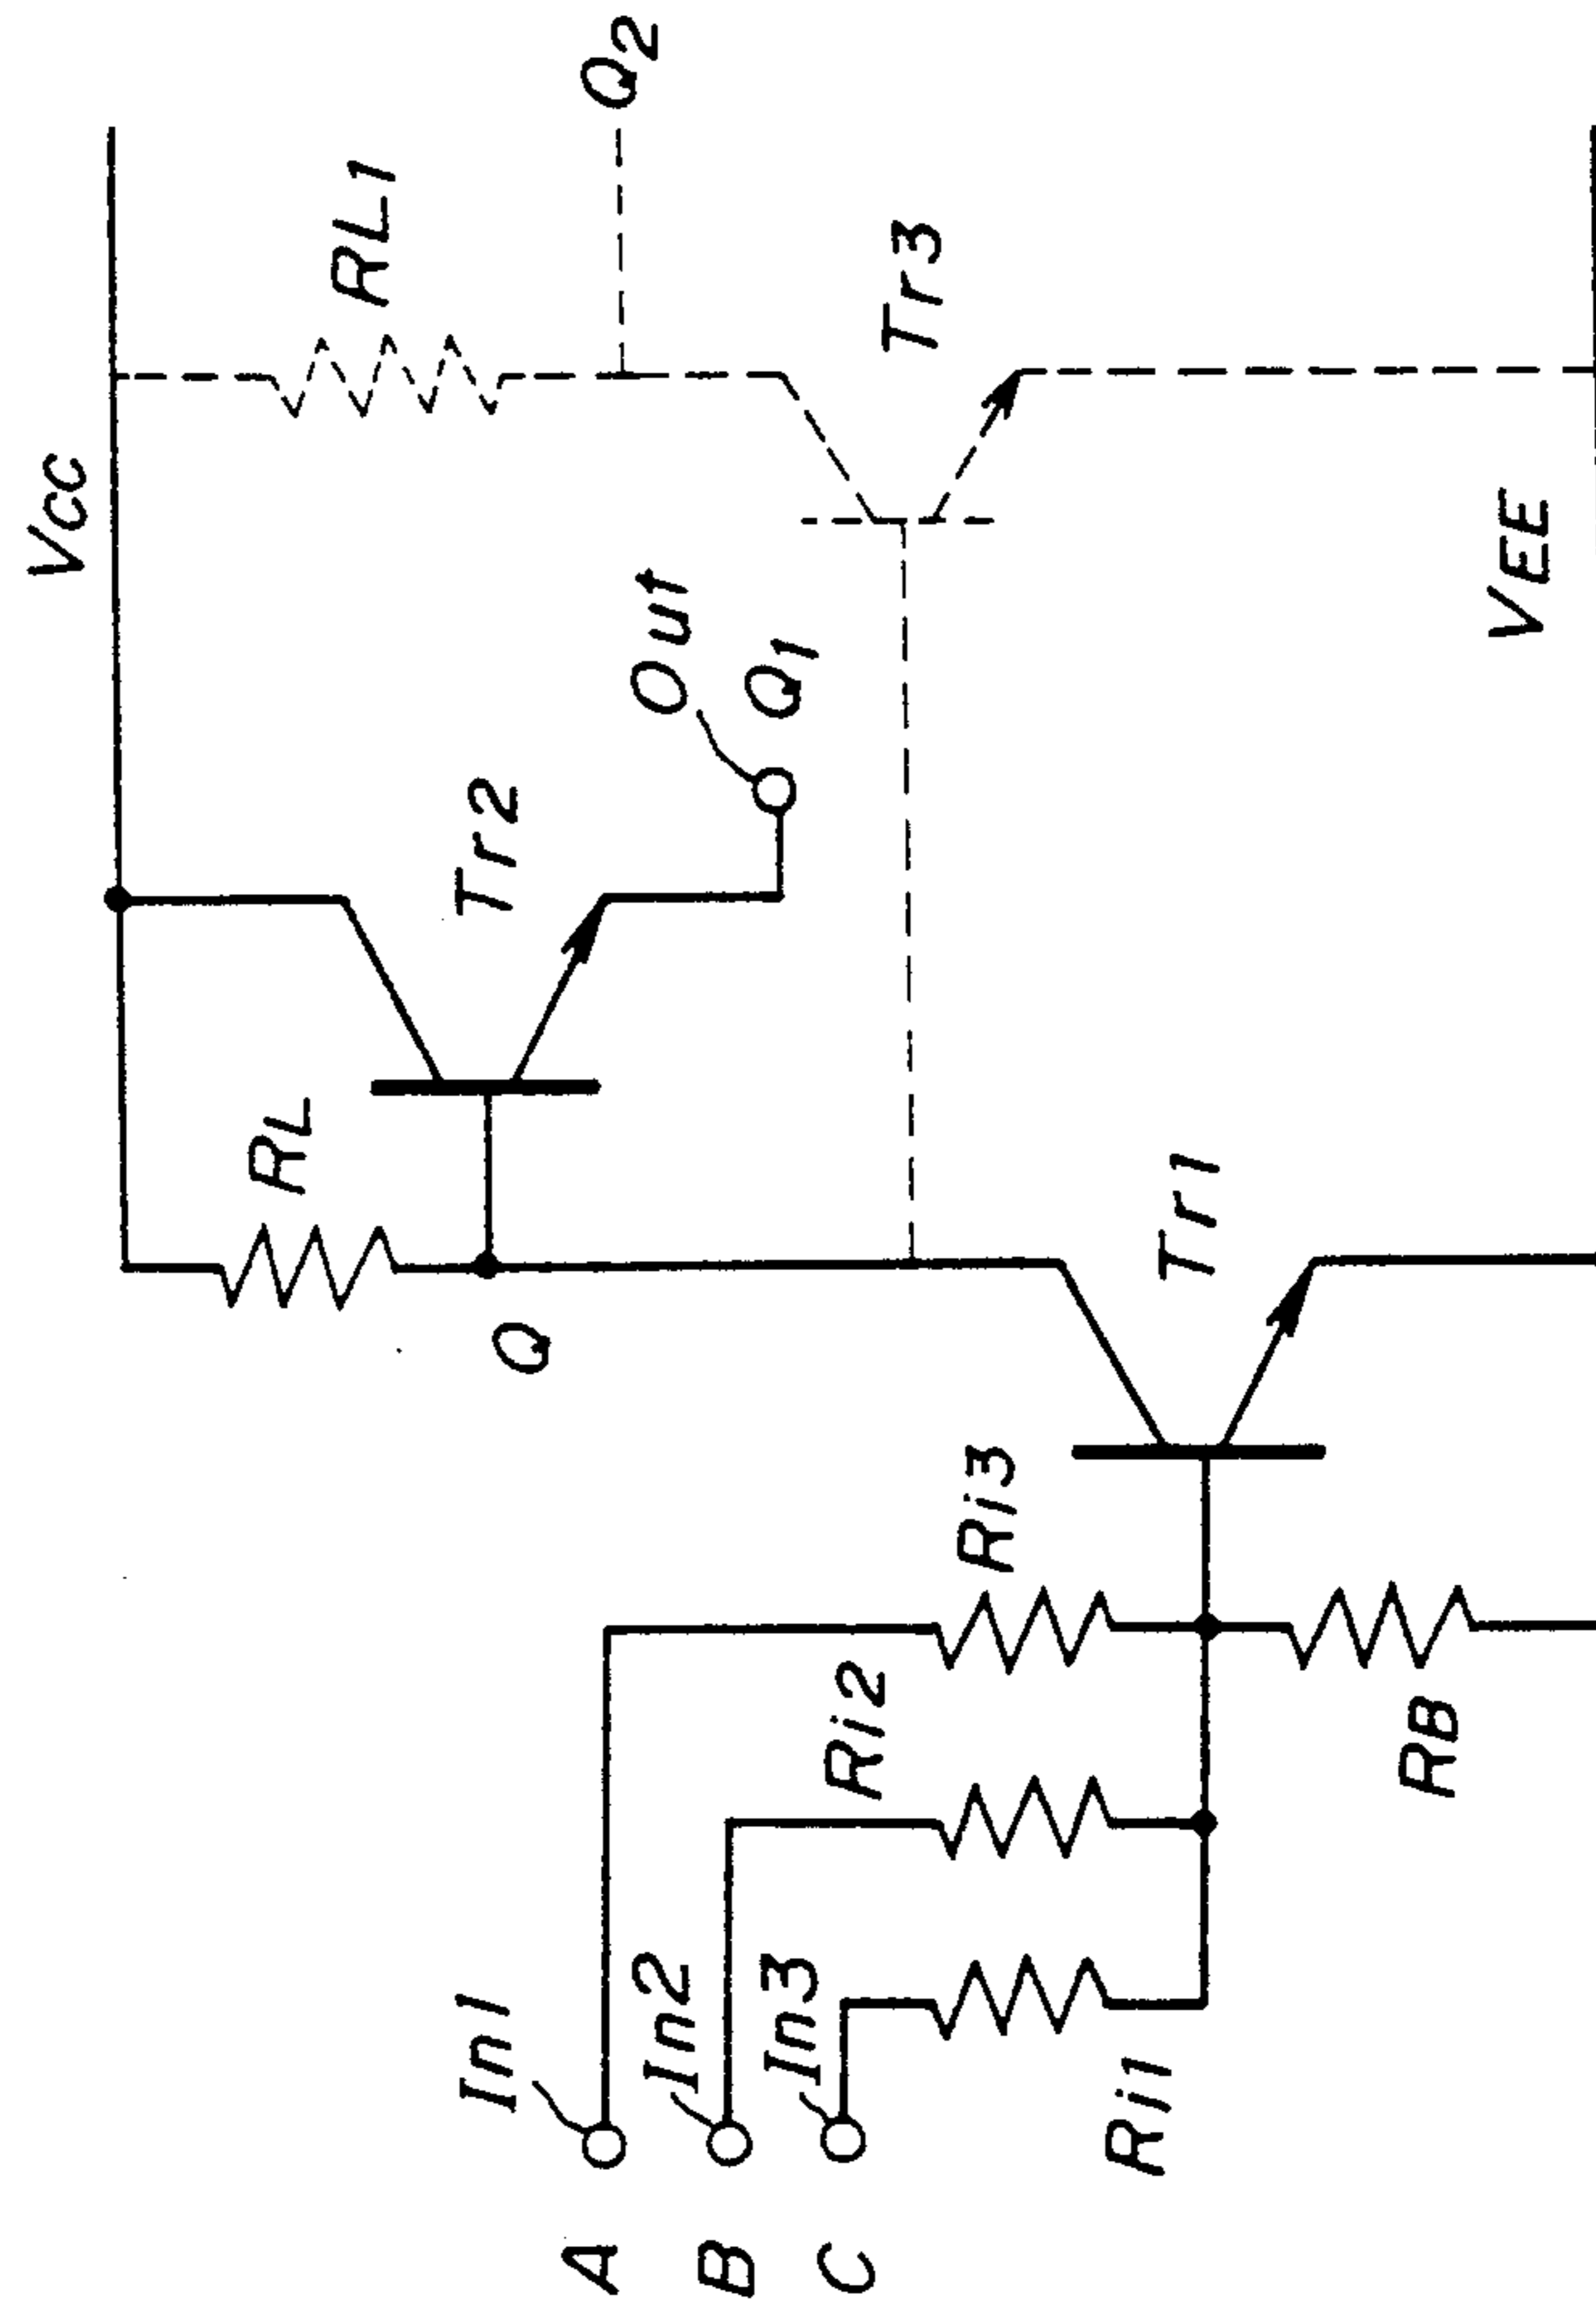 Vcc
RL
Tr2
RL1
Q
Out
Q1
Q2
Tr3
A
In1
B
In2
C
In3
Ri1
Ri2
Ri3
Tr1
RB
VEE